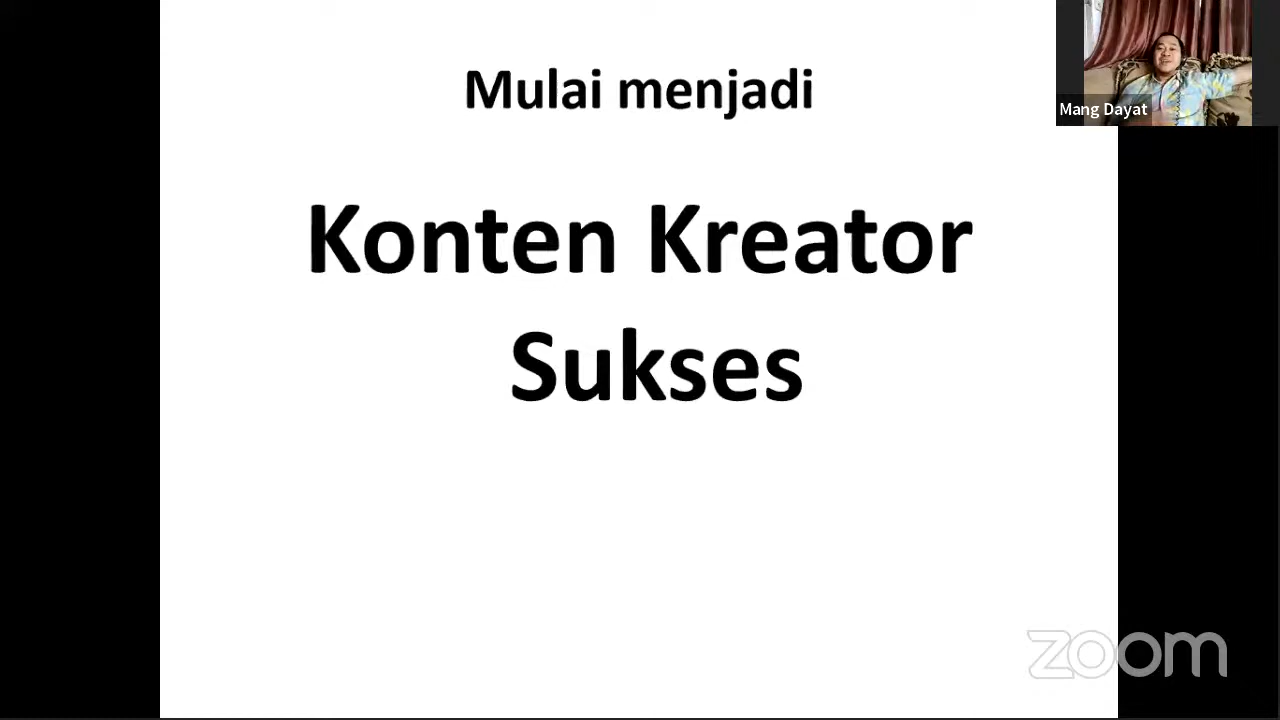 Mulai menjadi
Konten Kreator
Sukses
Mang Dayat
zoom